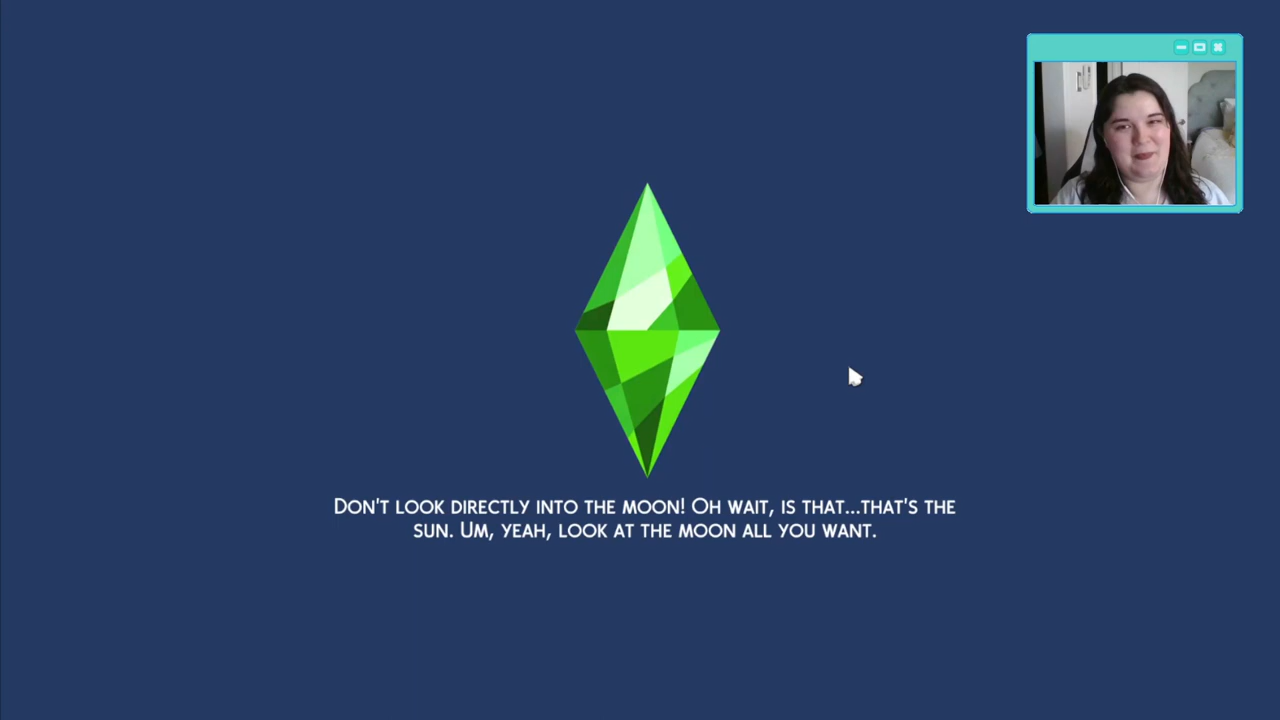 Don't look directly into the moon! Oh wait, is that...that's the
sun. Um, yeah, look at the moon all you want.